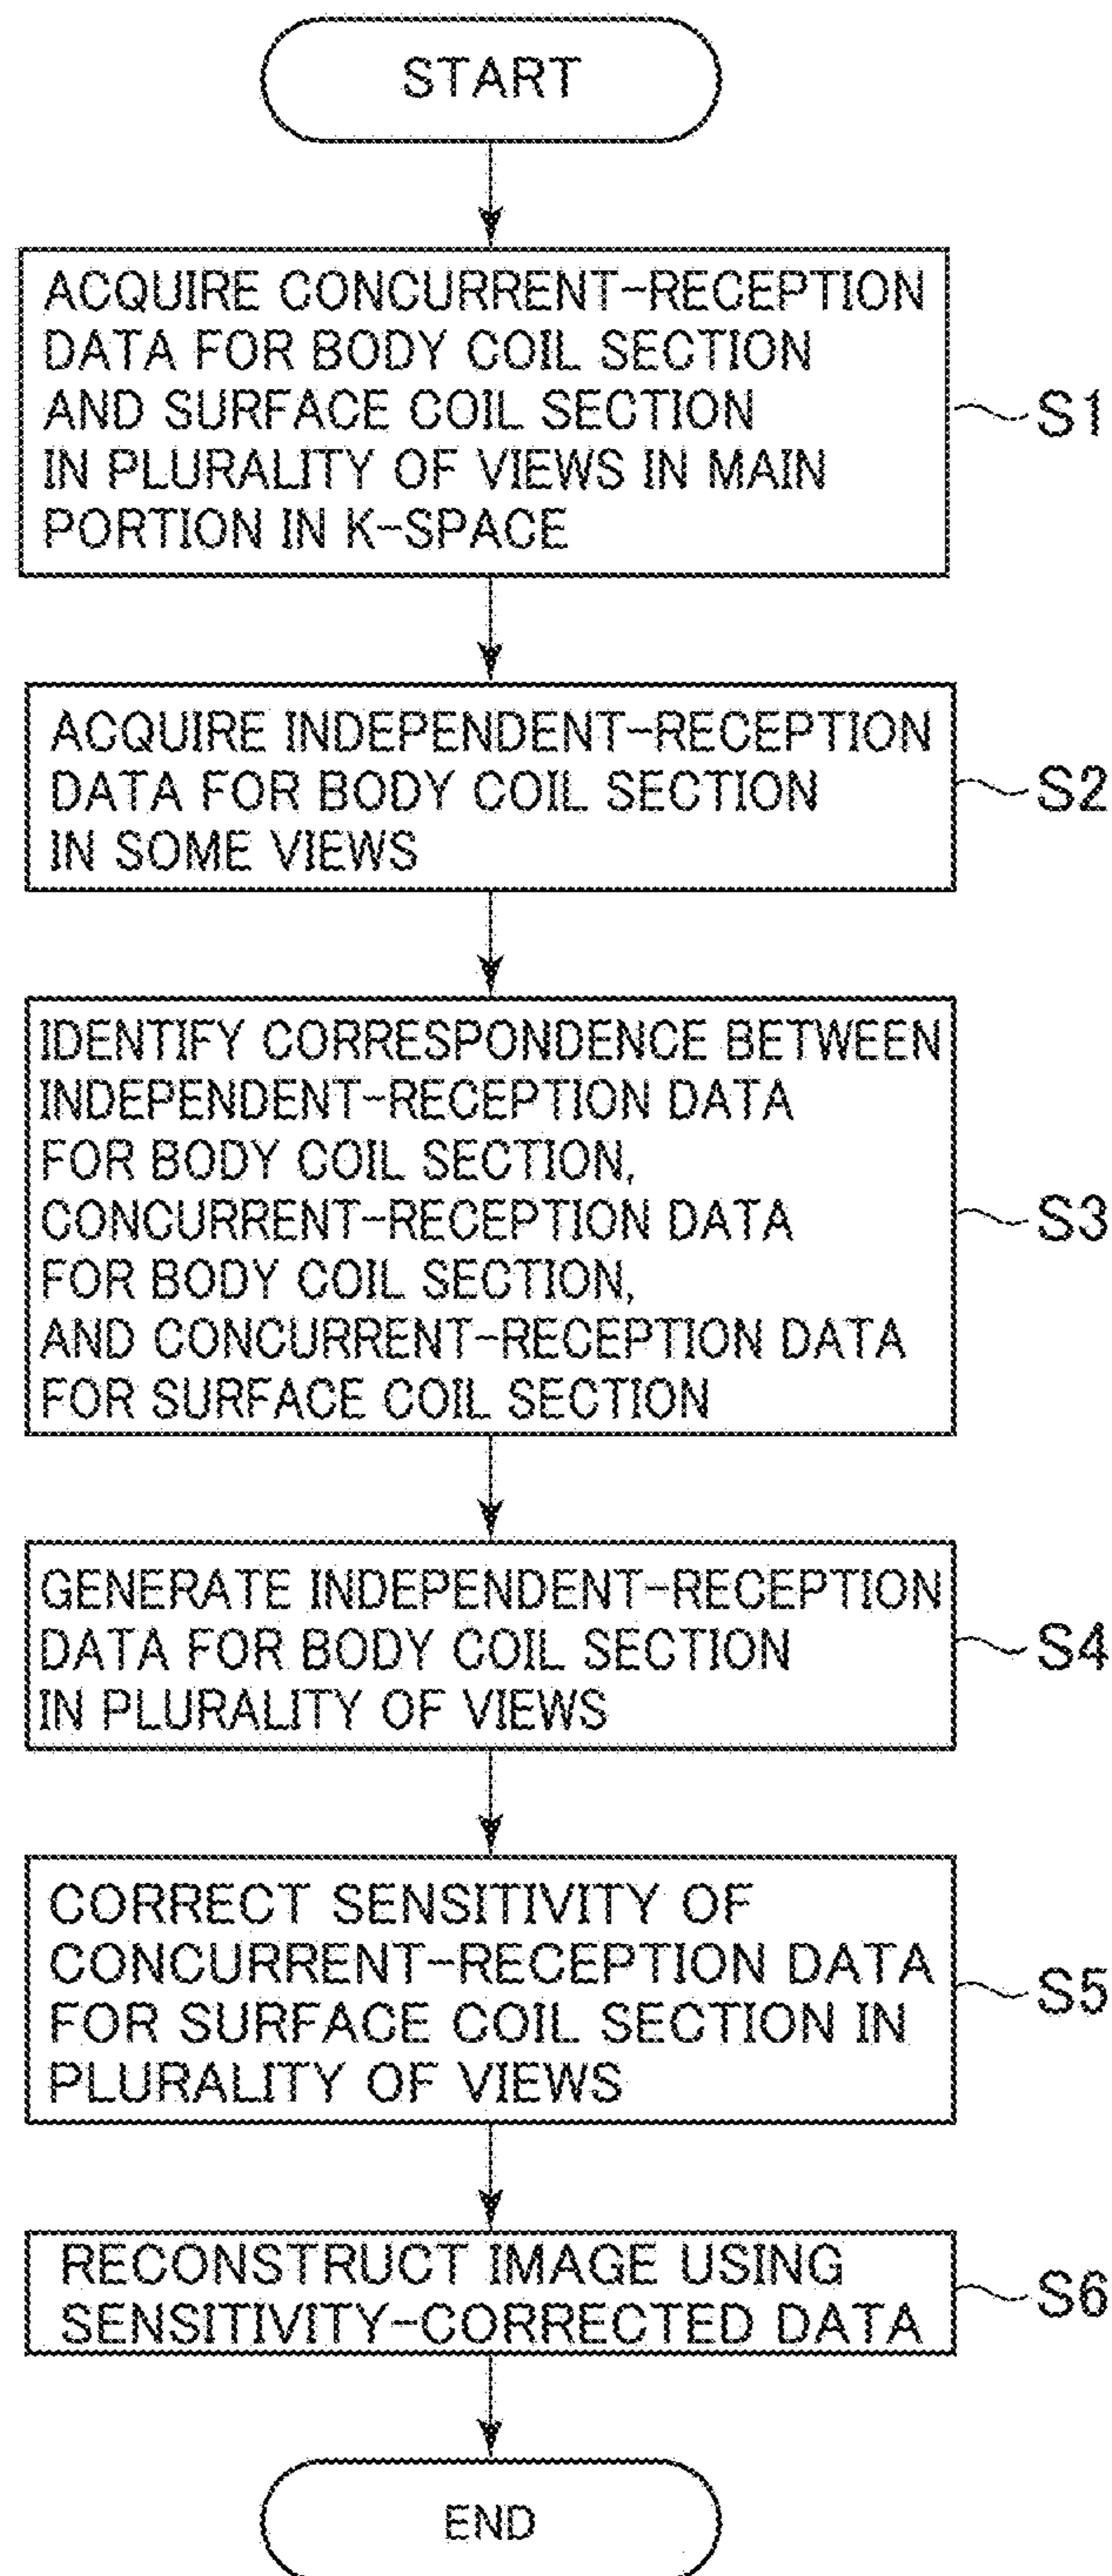 START
ACQUIRE CONCURRENT-RECEPTION
DATA FOR BODY COIL SECTION
AND SURFACE COIL SECTION
IN PLURALITY OF VIEWS IN MAIN
PORTION IN K-SPACE
S1
ACQUIRE INDEPENDENT-RECEPTION
DATA FOR BODY COIL SECTION
IN SOME VIEWS
S2
IDENTIFY CORRESPONDENCE BETWEEN
INDEPENDENT-RECEPTION DATA
FOR BODY COIL SECTION,
CONCURRENT-RECEPTION DATA
FOR BODY COIL SECTION,
AND CONCURRENT-RECEPTION DATA
FOR SURFACE COIL SECTION
S3
GENERATE INDEPENDENT-RECEPTION
DATA FOR BODY COIL SECTION
IN PLURALITY OF VIEWS
S4
CORRECT SENSITIVITY OF
CONCURRENT-RECEPTION DATA
FOR SURFACE COIL SECTION IN
PLURALITY OF VIEWS
S5
RECONSTRUCT IMAGE USING
SENSITIVITY-CORRECTED DATA
S6
END